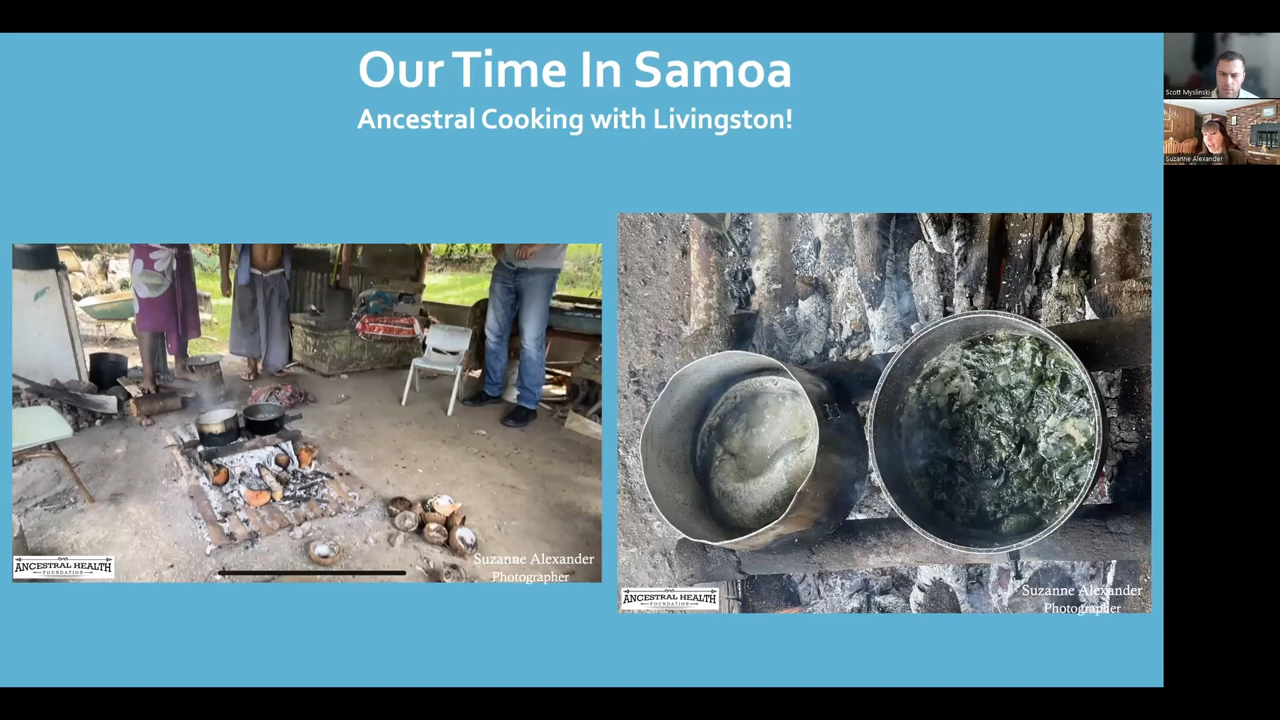 Our Time In Samoa
Ancestral Cooking with Livingston!
Scott Myslinski
Suzanne Alexander
ANCESTRAL HEALTH
FOUNDATION
Suzanne Alexander
Photographer
ANCESTRAL HEALTH
FOUNDATION
Suzanne Alexander
Photographer